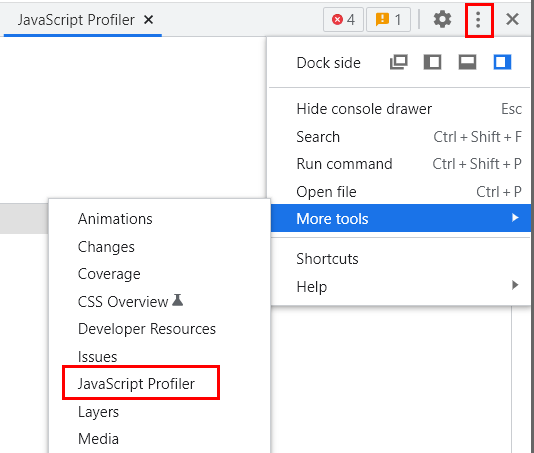 JavaScript Profiler
4
1
Dock side
Hide console drawer Esc
Search Ctrl + Shift + F
Run command Ctrl + Shift + P
Open file Ctrl + P
More tools
Shortcuts
Help
Animations
Changes
Coverage
CSS Overview
Developer Resources
Issues
JavaScript Profiler
Layers
Media